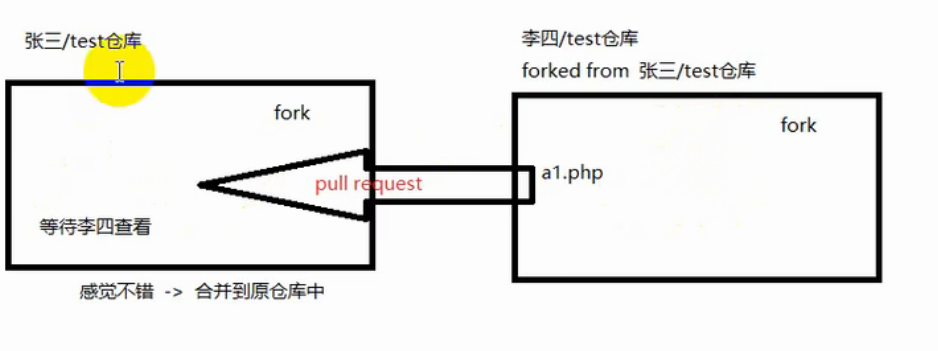 张三/test仓库
fork
pull request
等待李四查看
感觉不错 -> 合并到原仓库中
李四/test仓库
forked from 张三/test仓库
fork
a1.php